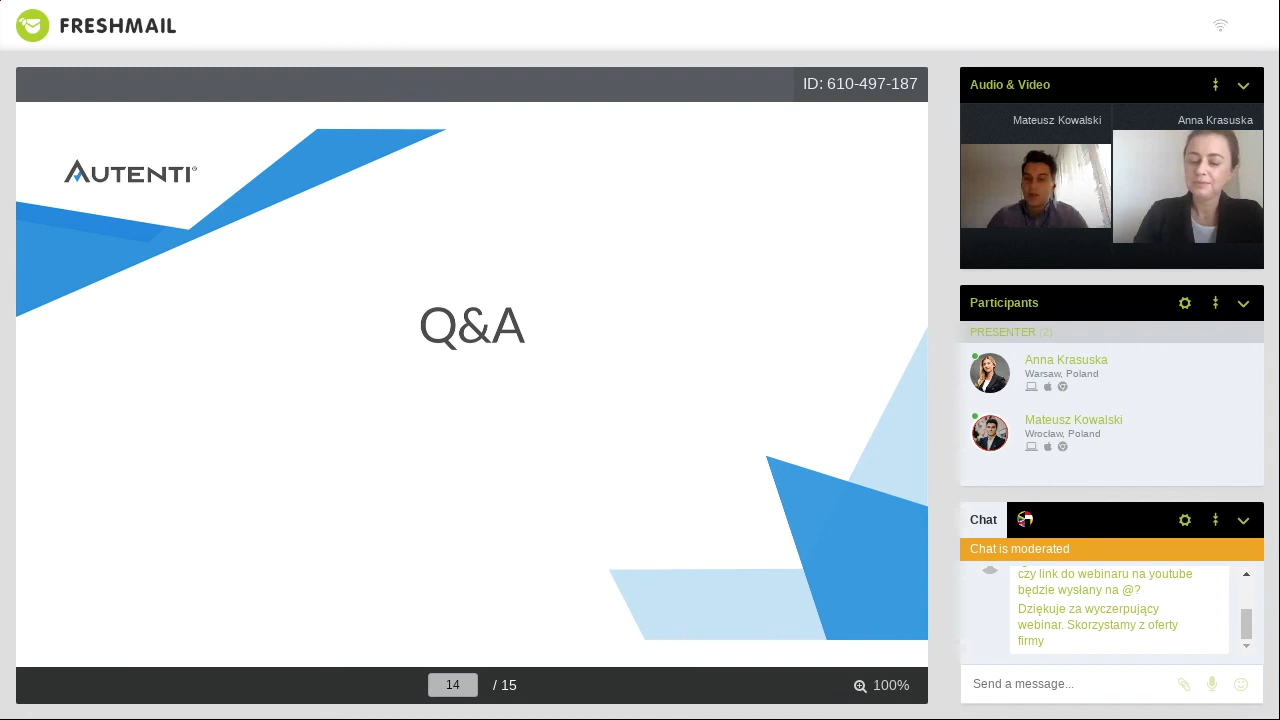 FRESHMAIL
ID: 610-497-187
AUTENTI
Q&A
14 / 15
100%
Audio & Video
Mateusz Kowalski
Anna Krasuska
Participants
PRESENTER (2)
Anna Krasuska
Warsaw, Poland
Mateusz Kowalski
Wrocław, Poland
Chat
Chat is moderated
czy link do webinaru na youtube
będzie wysłany na @?
Dziękuje za wyczerpujący
webinar. Skorzystamy z oferty
firmy
Send a message...